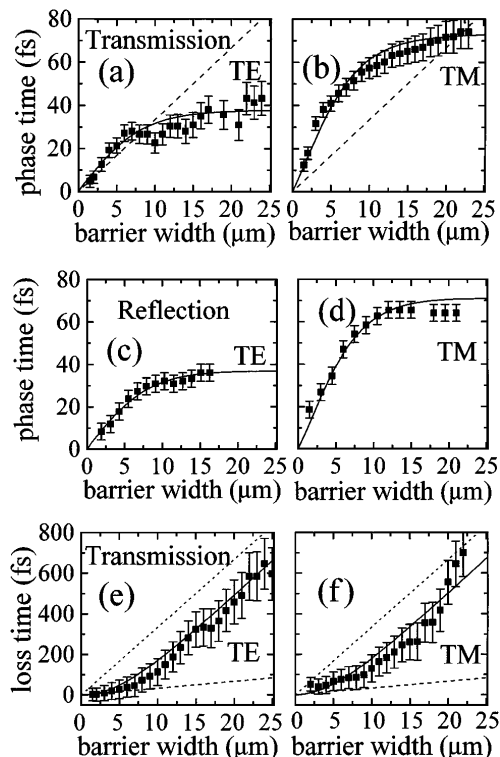 phase time (fs)
80
60
40
20
0
Transmission
(a)
TE
0 5 10 15 20 25
barrier width (μm)
(b)
TM
0 5 10 15 20 25
barrier width (μm)
phase time (fs)
80
60
40
20
0
Reflection
(c)
TE
0 5 10 15 20 25
barrier width (μm)
(d)
TM
0 5 10 15 20 25
barrier width (μm)
loss time (fs)
800
600
400
200
0
Transmission
(e)
TE
0 5 10 15 20 25
barrier width (μm)
(f)
TM
0 5 10 15 20 25
barrier width (μm)